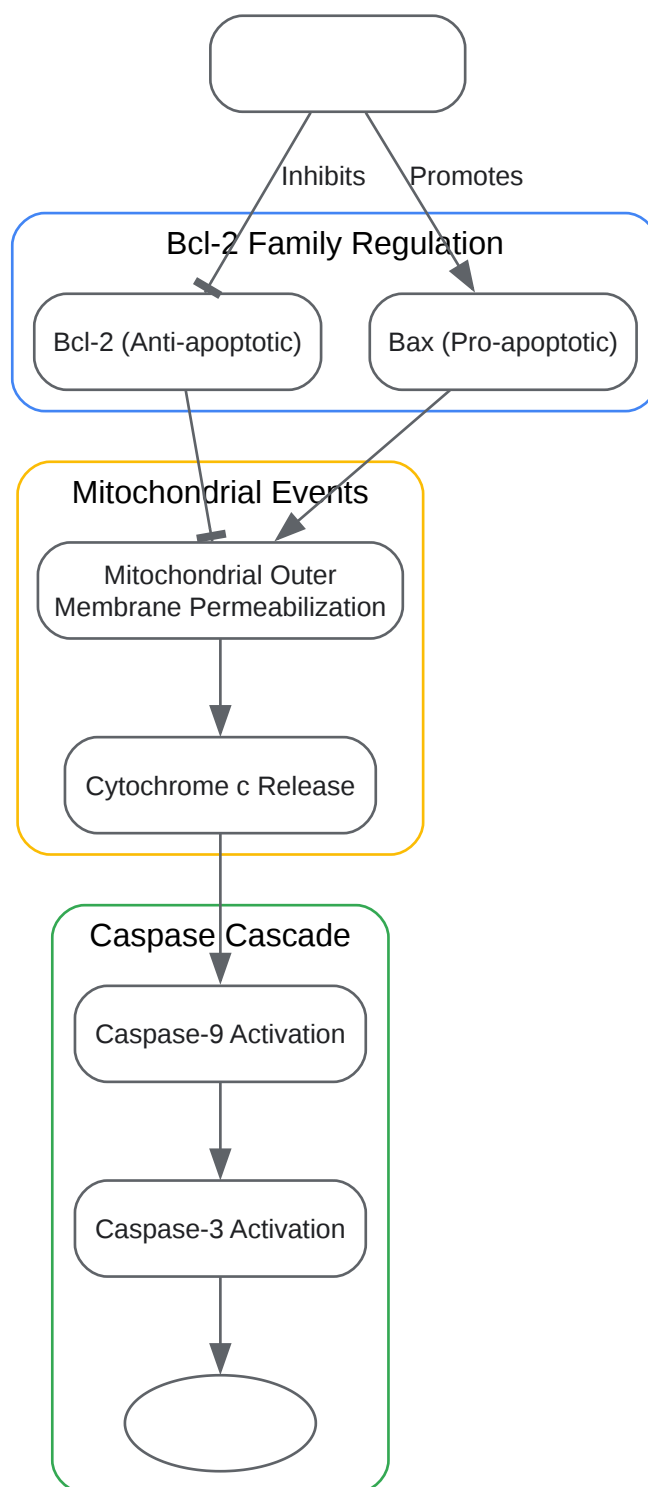 Inhibits
Promotes
Bcl-2 Family Regulation
Bcl-2 (Anti-apoptotic)
Bax (Pro-apoptotic)
Mitochondrial Events
Mitochondrial Outer
Membrane Permeabilization
Cytochrome c Release
Caspase Cascade
Caspase-9 Activation
Caspase-3 Activation